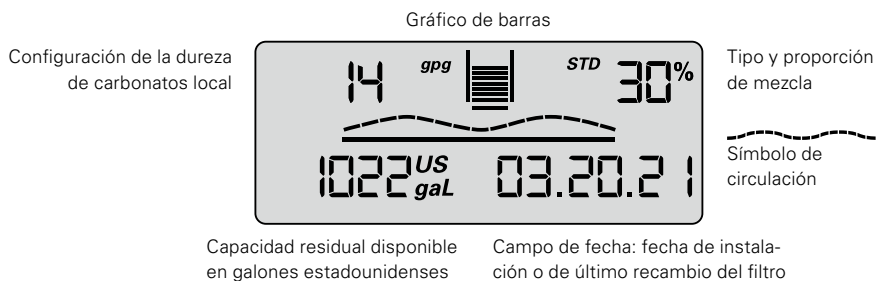 Gráfico de barras
Configuración de la dureza
de carbonatos local
14 gpg STD 30%
Tipo y proporción
de mezcla
Símbolo de
circulación
1022 US gaL 03.20.21
Capacidad residual disponible
en galones estadounidenses
Campo de fecha: fecha de instala-
ción o de último recambio del filtro